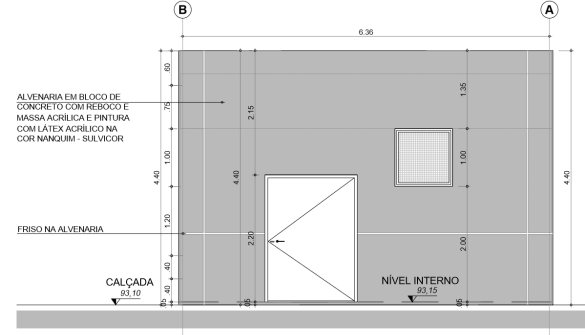 B
A
6.36
ALVENARIA EM BLOCO DE
CONCRETO COM REBOCO E
MASSA ACRÍLICA E PINTURA
COM LÁTEX ACRÍLICO NA
COR NANQUIM - SULVICOR
FRISO NA ALVENARIA
4.40
60
75
1.00
1.20
40
40
.05
4.40
2.15
2.20
.05
1.35
1.00
2.00
.05
4.40
CALÇADA
93,10
NÍVEL INTERNO
93,15